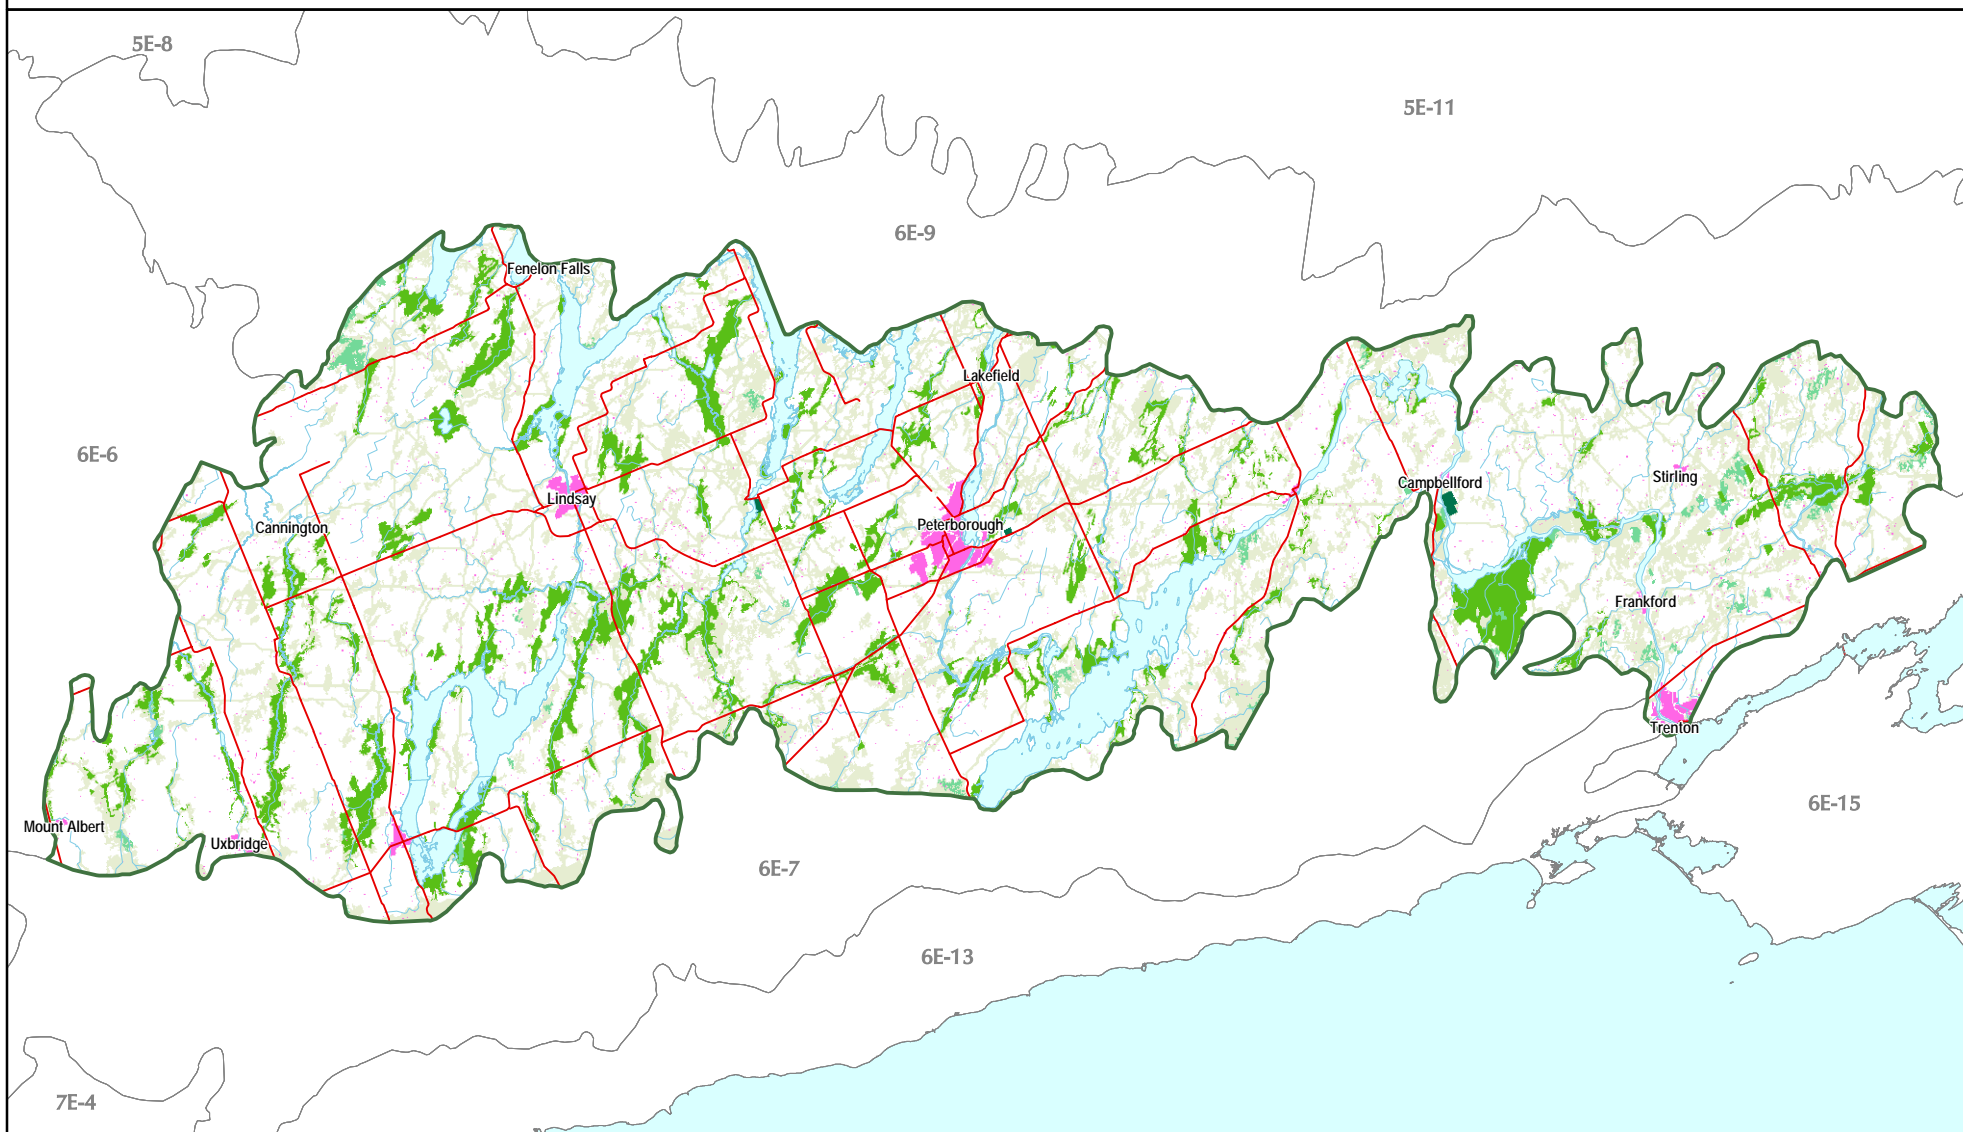 5E-8
5E-11
6E-9
Fenelon Falls
Lakefield
6E-6
Lindsay
Campbellford
Stirling
Cannington
Peterborough
Frankford
Trenton
Mount Albert
Uxbridge
6E-15
6E-7
6E-13
7E-4